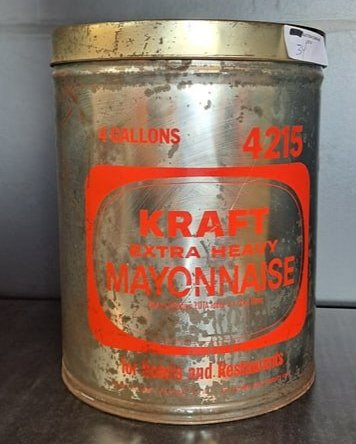 4 GALLONS
4215
KRAFT
EXTRA HEAVY
MAYONNAISE
for Hotels and Restaurants